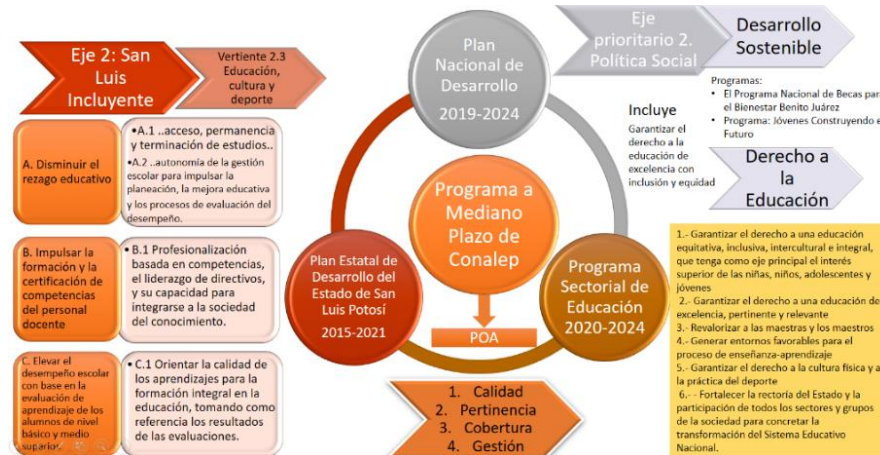 Eje 2: San
Luis
Incluyente
Vertiente 2.3
Educación,
cultura y
deporte
A. Disminuir el
rezago educativo
•A.1 ..acceso, permanencia
y terminación de estudios..
•A.2 ..autonomía de la gestión
escolar para impulsar la
planeación, la mejora educativa
y los procesos de evaluación del
desempeño.
B. Impulsar la
formación y la
certificación de
competencias
del personal
docente
•B.1 Profesionalización
basada en competencias,
el liderazgo de directivos,
y su capacidad para
integrarse a la sociedad
del conocimiento.
C. Elevar el
desempeño escolar
con base en la
evaluación de
aprendizaje de los
alumnos de nivel
básico y medio
superior
•C.1 Orientar la calidad
de los aprendizajes para la
formación integral en la
educación, tomando como
referencia los resultados
de las evaluaciones.
Plan
Nacional de
Desarrollo
2019-2024
Programa a
Mediano
Plazo de
Conalep
Plan Estatal de
Desarrollo del
Estado de San
Luis Potosí
2015-2021
Programa
Sectorial de
Educación
2020-2024
POA
1. Calidad
2. Pertinencia
3. Cobertura
4. Gestión
Eje
prioritario 2.
Política Social
Desarrollo
Sostenible
Programas:
• El Programa Nacional de Becas par
el Bienestar Benito Juárez
• Programa: Jóvenes Construyendo e
Futuro
Incluye
Garantizar el
derecho a la
educación de
excelencia con
inclusión y equidad
Derecho a
la
Educación
1.- Garantizar el derecho a una educación
equitativa, inclusiva, intercultural e integral,
que tenga como eje principal el interés
superior de las niñas, niños, adolescentes y
jóvenes
2.- Garantizar el derecho a una educación de
excelencia, pertinente y relevante
3.- Revalorizar a las maestras y los maestros
4.- Generar entornos favorables para el
proceso de enseñanza-aprendizaje
5.- Garantizar el derecho a la cultura física y a
la práctica del deporte
6.- - Fortalecer la rectoría del Estado y la
participación de todos los sectores y grupos
de la sociedad para concretar la
transformación del Sistema Educativo
Nacional.